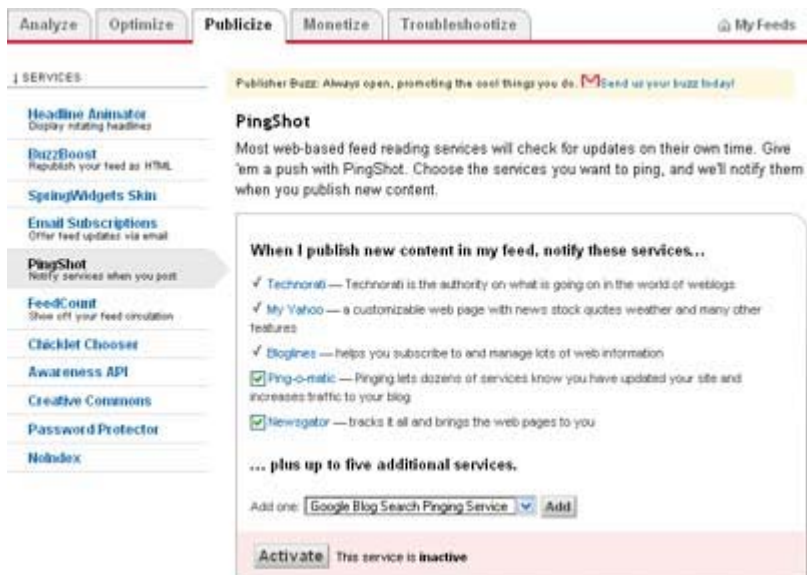 Analyze Optimize Publicize Monetize Troubleshootize My Feeds
SERVICES
Headline Animator
Display rotating headlines
BuzzBoost
Republish your feed as HTML
SpringWidgets Skin
Email Subscriptions
Offer feed updates via email
PingShot
Notify services when you post
FeedCount
Show off your feed circulation
Chicklet Chooser
Awareness API
Creative Commons
Password Protector
NoIndex
Publisher Buzz: Always open, promoting the cool things you do. Send us your buzz today!
PingShot
Most web-based feed reading services will check for updates on their own time. Give
'em a push with PingShot. Choose the services you want to ping, and we'll notify them
when you publish new content.
When I publish new content in my feed, notify these services...
✓ Technorati — Technorati is the authority on what is going on in the world of weblogs
✓ My Yahoo — a customizable web page with news stock quotes weather and many other
features
✓ Bloglines — helps you subscribe to and manage lots of web information
Ping-o-matic — Pinging lets dozens of services know you have updated your site and
increases traffic to your blog
Newsgator — tracks it all and brings the web pages to you
... plus up to five additional services.
Add one: Google Blog Search Pinging Service Add
Activate This service is inactive